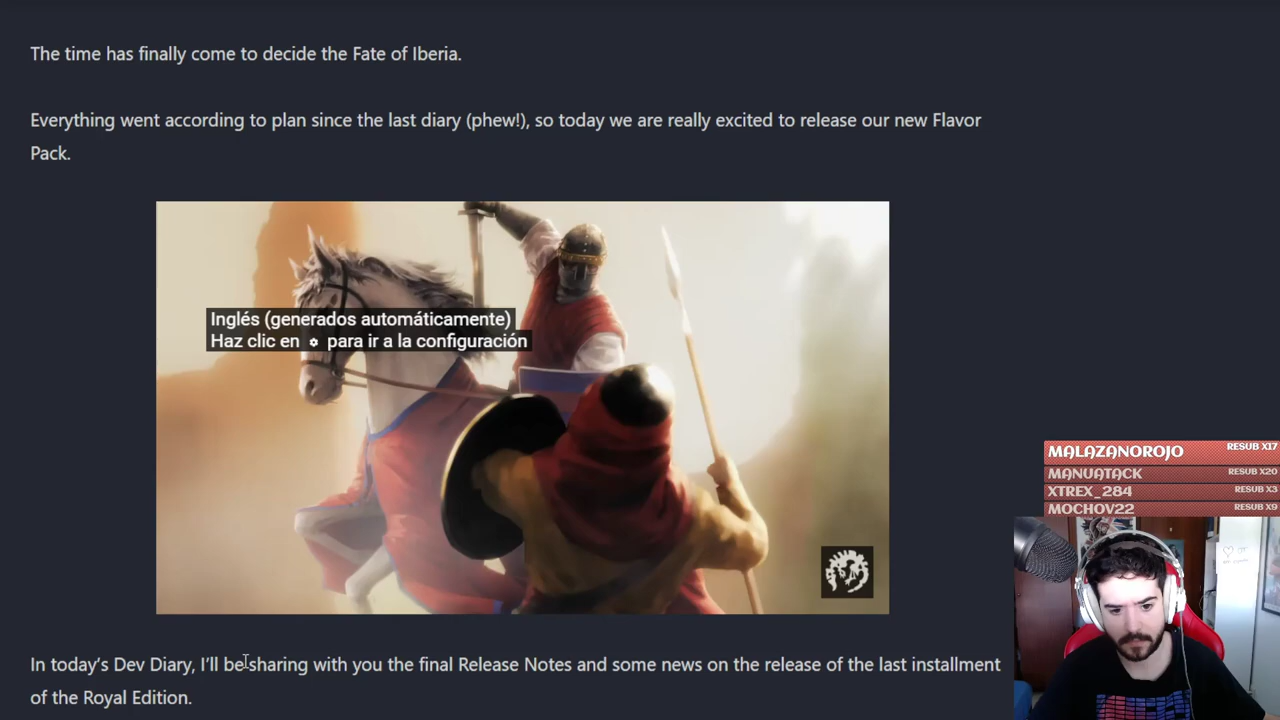 The time has finally come to decide the Fate of Iberia.
Everything went according to plan since the last diary (phew!), so today we are really excited to release our new Flavor
Pack.
Inglés (generados automáticamente)
Haz clic en para ir a la configuración
MALAZANOROJO RESUB X17
MANUATACK RESUB X20
XTREX_284 RESUB X3
MOCHOV22 RESUB X9
In today's Dev Diary, I'll be sharing with you the final Release Notes and some news on the release of the last installment
of the Royal Edition.